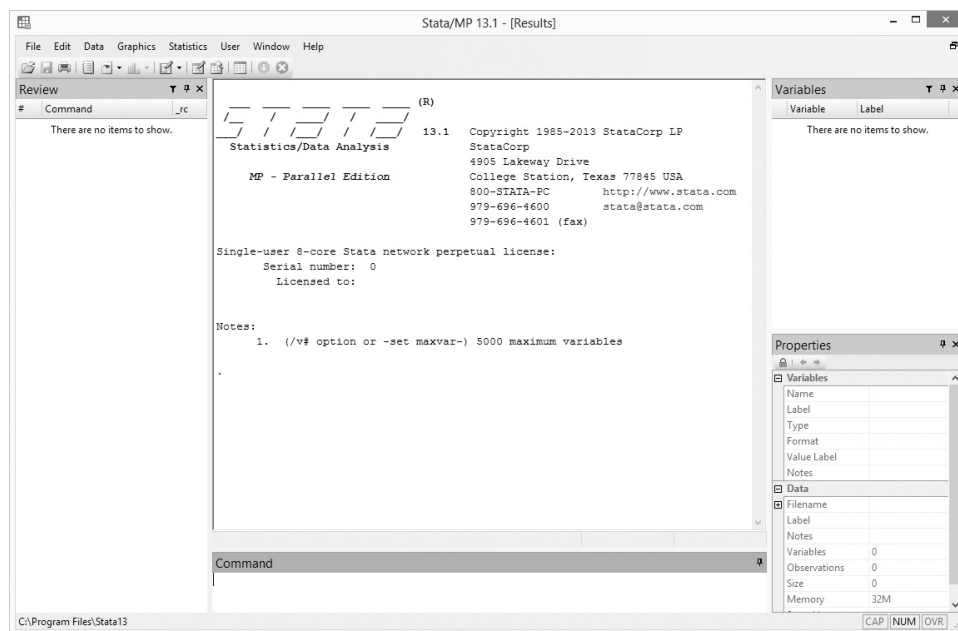 Stata/MP 13.1 - [Results]
File Edit Data Graphics Statistics User Window Help
Review
# Command _rc
There are no items to show.
(R)
13.1 Copyright 1985-2013 StataCorp LP
Statistics/Data Analysis StataCorp
4905 Lakeway Drive
MP - Parallel Edition College Station, Texas 77845 USA
800-STATA-PC http://www.stata.com
979-696-4600 stata@stata.com
979-696-4601 (fax)
Single-user 8-core Stata network perpetual license:
Serial number: 0
Licensed to:
Notes:
1. (/v# option or -set maxvar-) 5000 maximum variables
.
Command
Variables
Variable Label
There are no items to show.
Properties
Variables
Name
Label
Type
Format
Value Label
Notes
Data
Filename
Label
Notes
Variables 0
Observations 0
Size 0
Memory 32M
C:\Program Files\Stata13
CAP NUM OVR